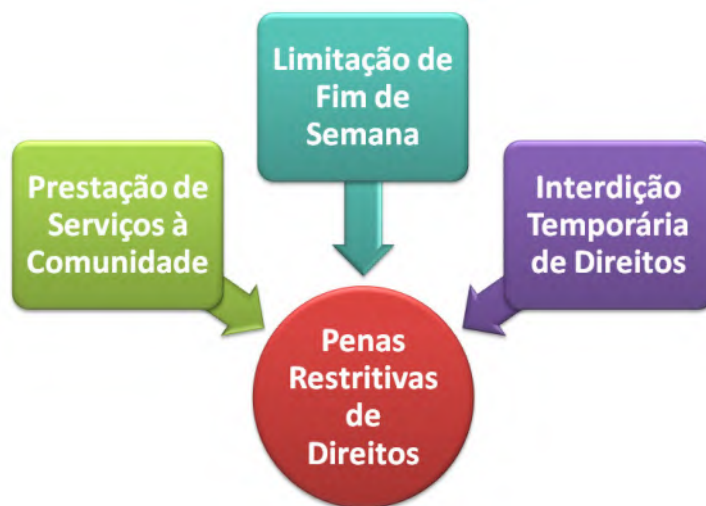 Limitação de
Fim de
Semana
Prestação de
Serviços à
Comunidade
Interdição
Temporária
de Direitos
Penas
Restritivas
de
Direitos